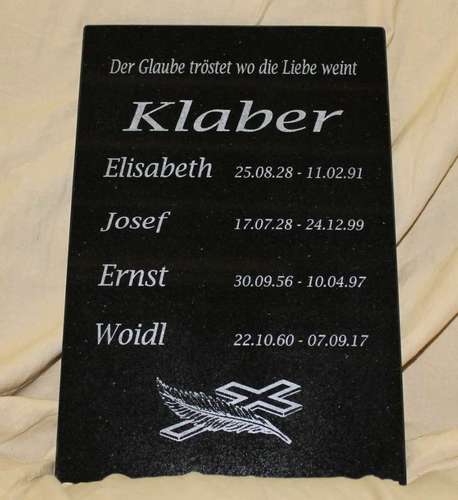 Der Glaube tröstet wo die Liebe weint
Klaber
Elisabeth 25.08.28 - 11.02.91
Josef 17.07.28 - 24.12.99
Ernst 30.09.56 - 10.04.97
Woidl 22.10.60 - 07.09.17